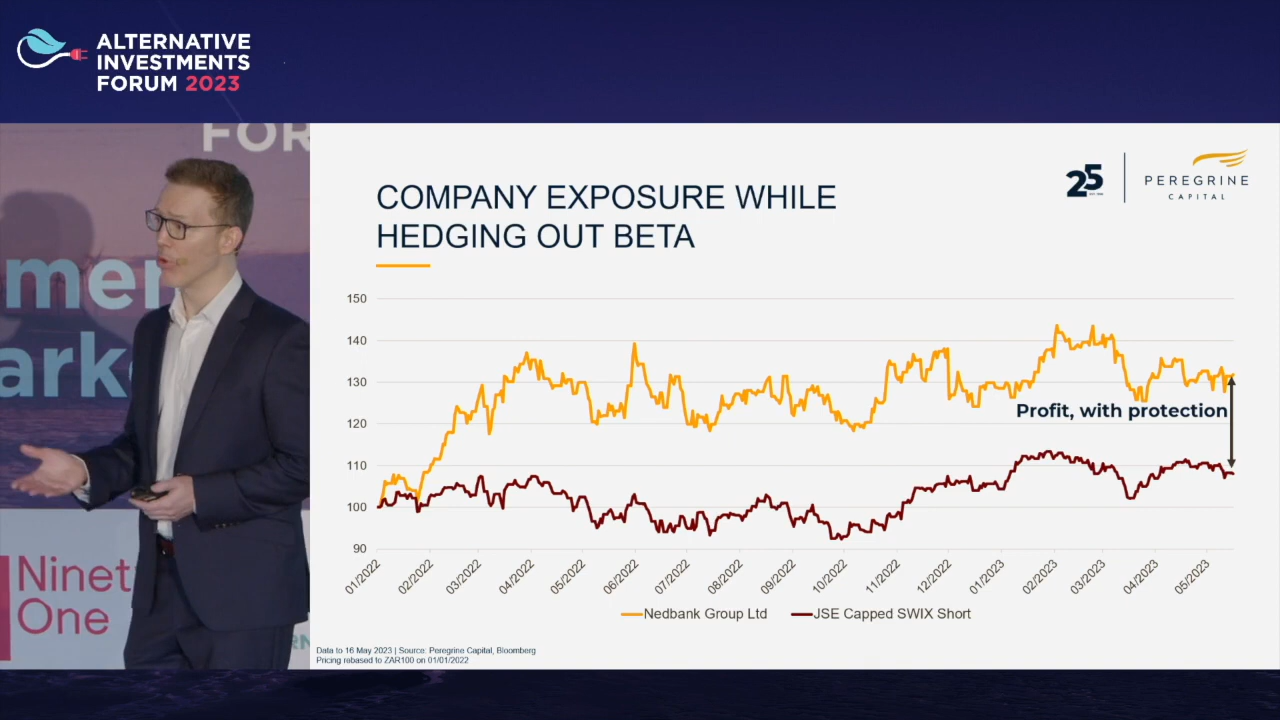 ALTERNATIVE
INVESTMENTS
FORUM 2023
FOR
men
ark
Ninet
One
COMPANY EXPOSURE WHILE
HEDGING OUT BETA
25
PEREGRINE
CAPITAL
150
140
130
120
110
100
90
Profit, with protection
01/2022
02/2022
03/2022
04/2022
05/2022
06/2022
07/2022
08/2022
09/2022
10/2022
11/2022
12/2022
01/2023
02/2023
03/2023
04/2023
05/2023
Nedbank Group Ltd
JSE Capped SWIX Short
Data to 16 May 2023 | Source: Peregrine Capital, Bloomberg
Pricing rebased to ZAR100 on 01/01/2022